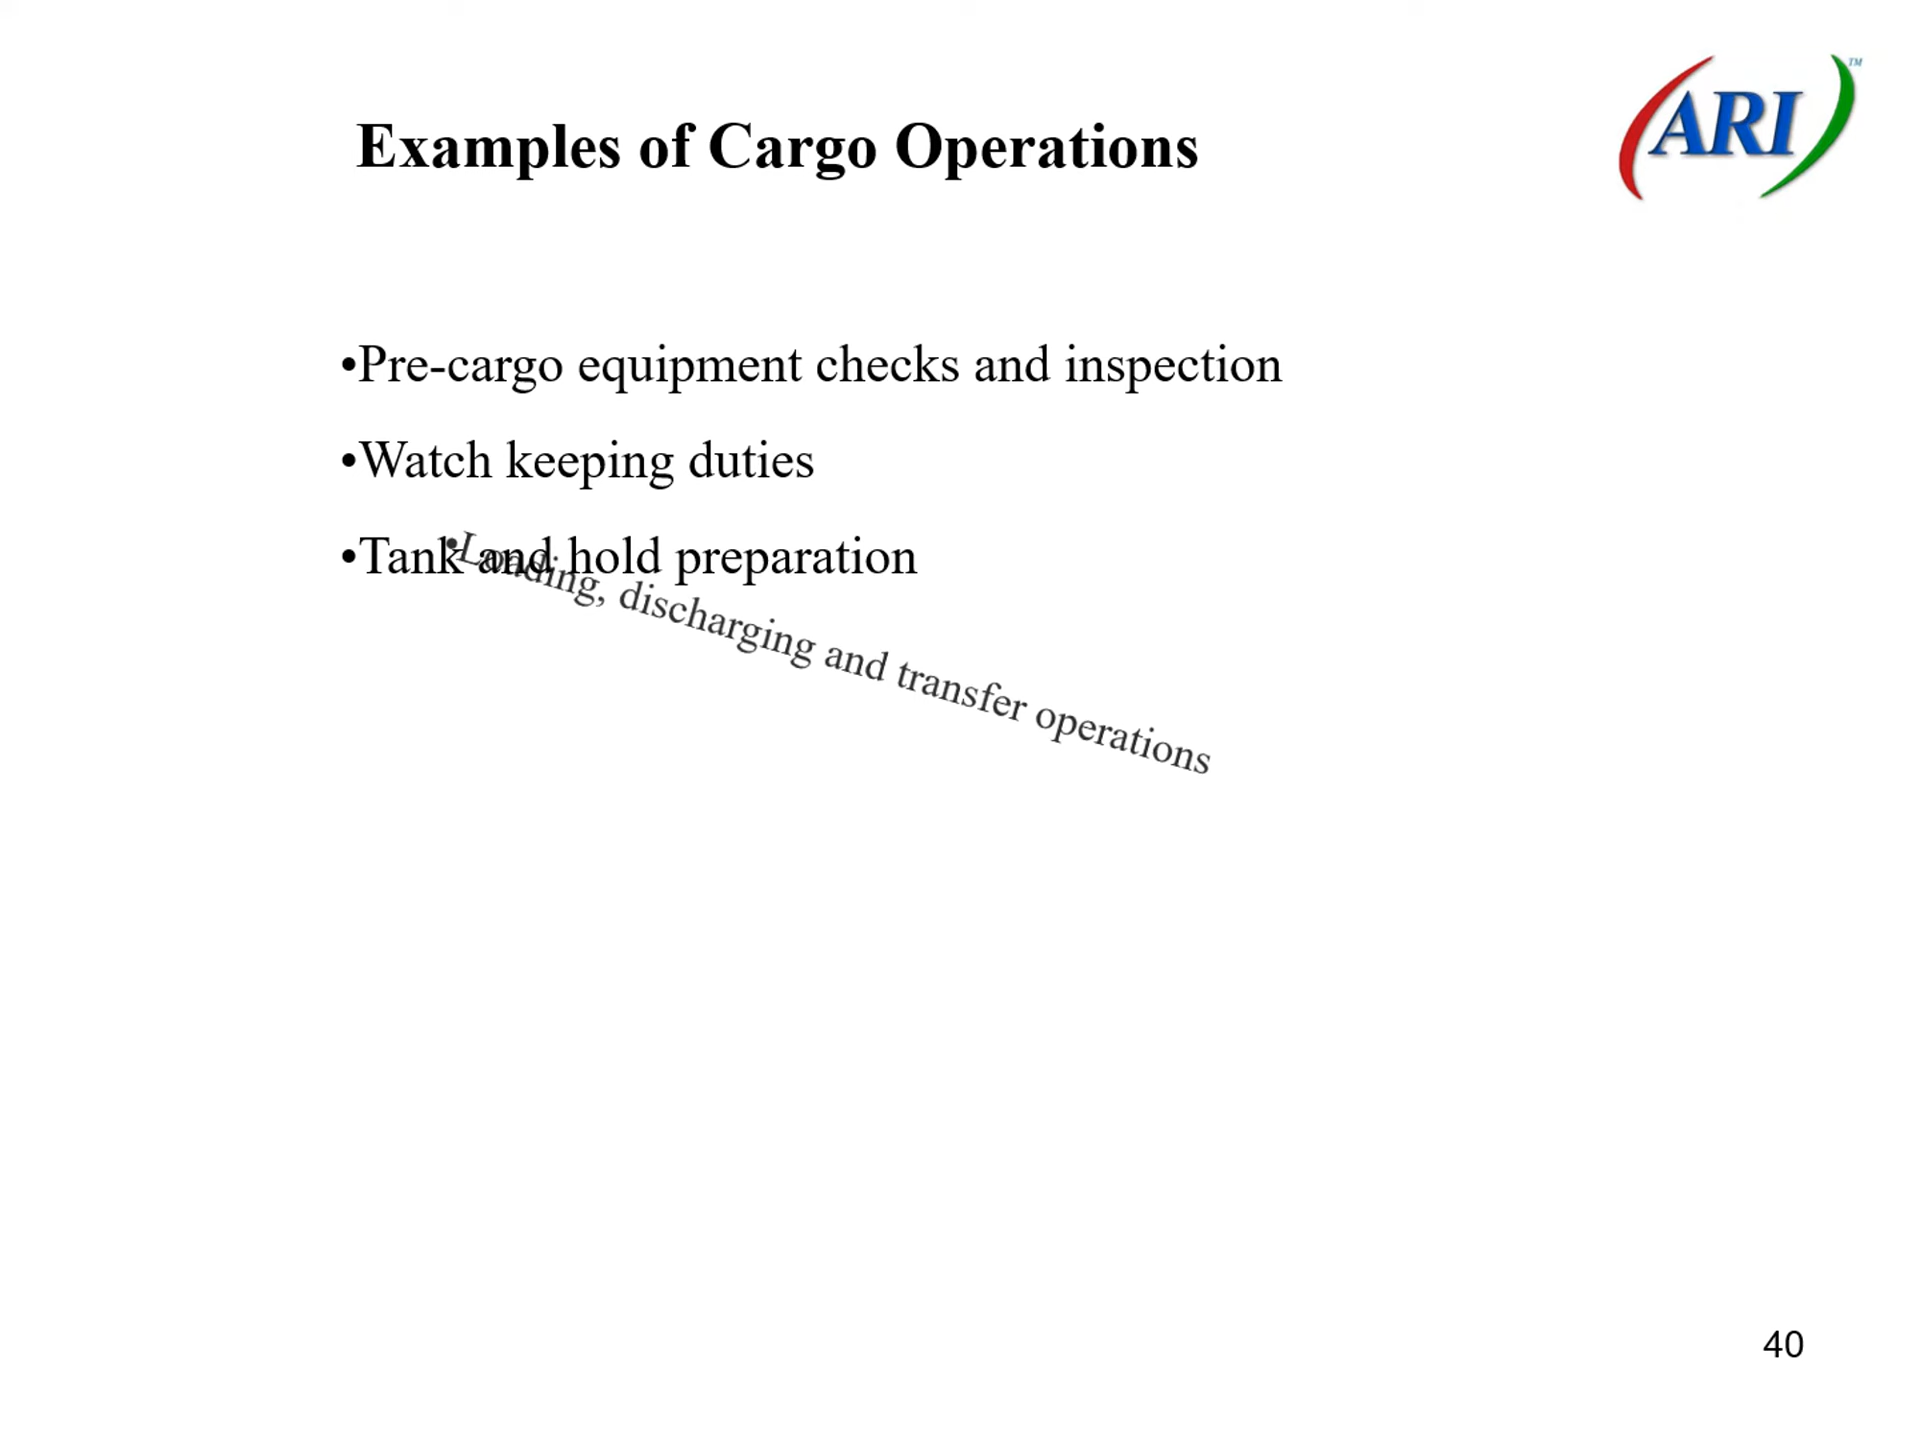 ARI
TM
Examples of Cargo Operations
•Pre-cargo equipment checks and inspection
•Watch keeping duties
•Tank and hold preparation
•Loading, discharging and transfer operations
40